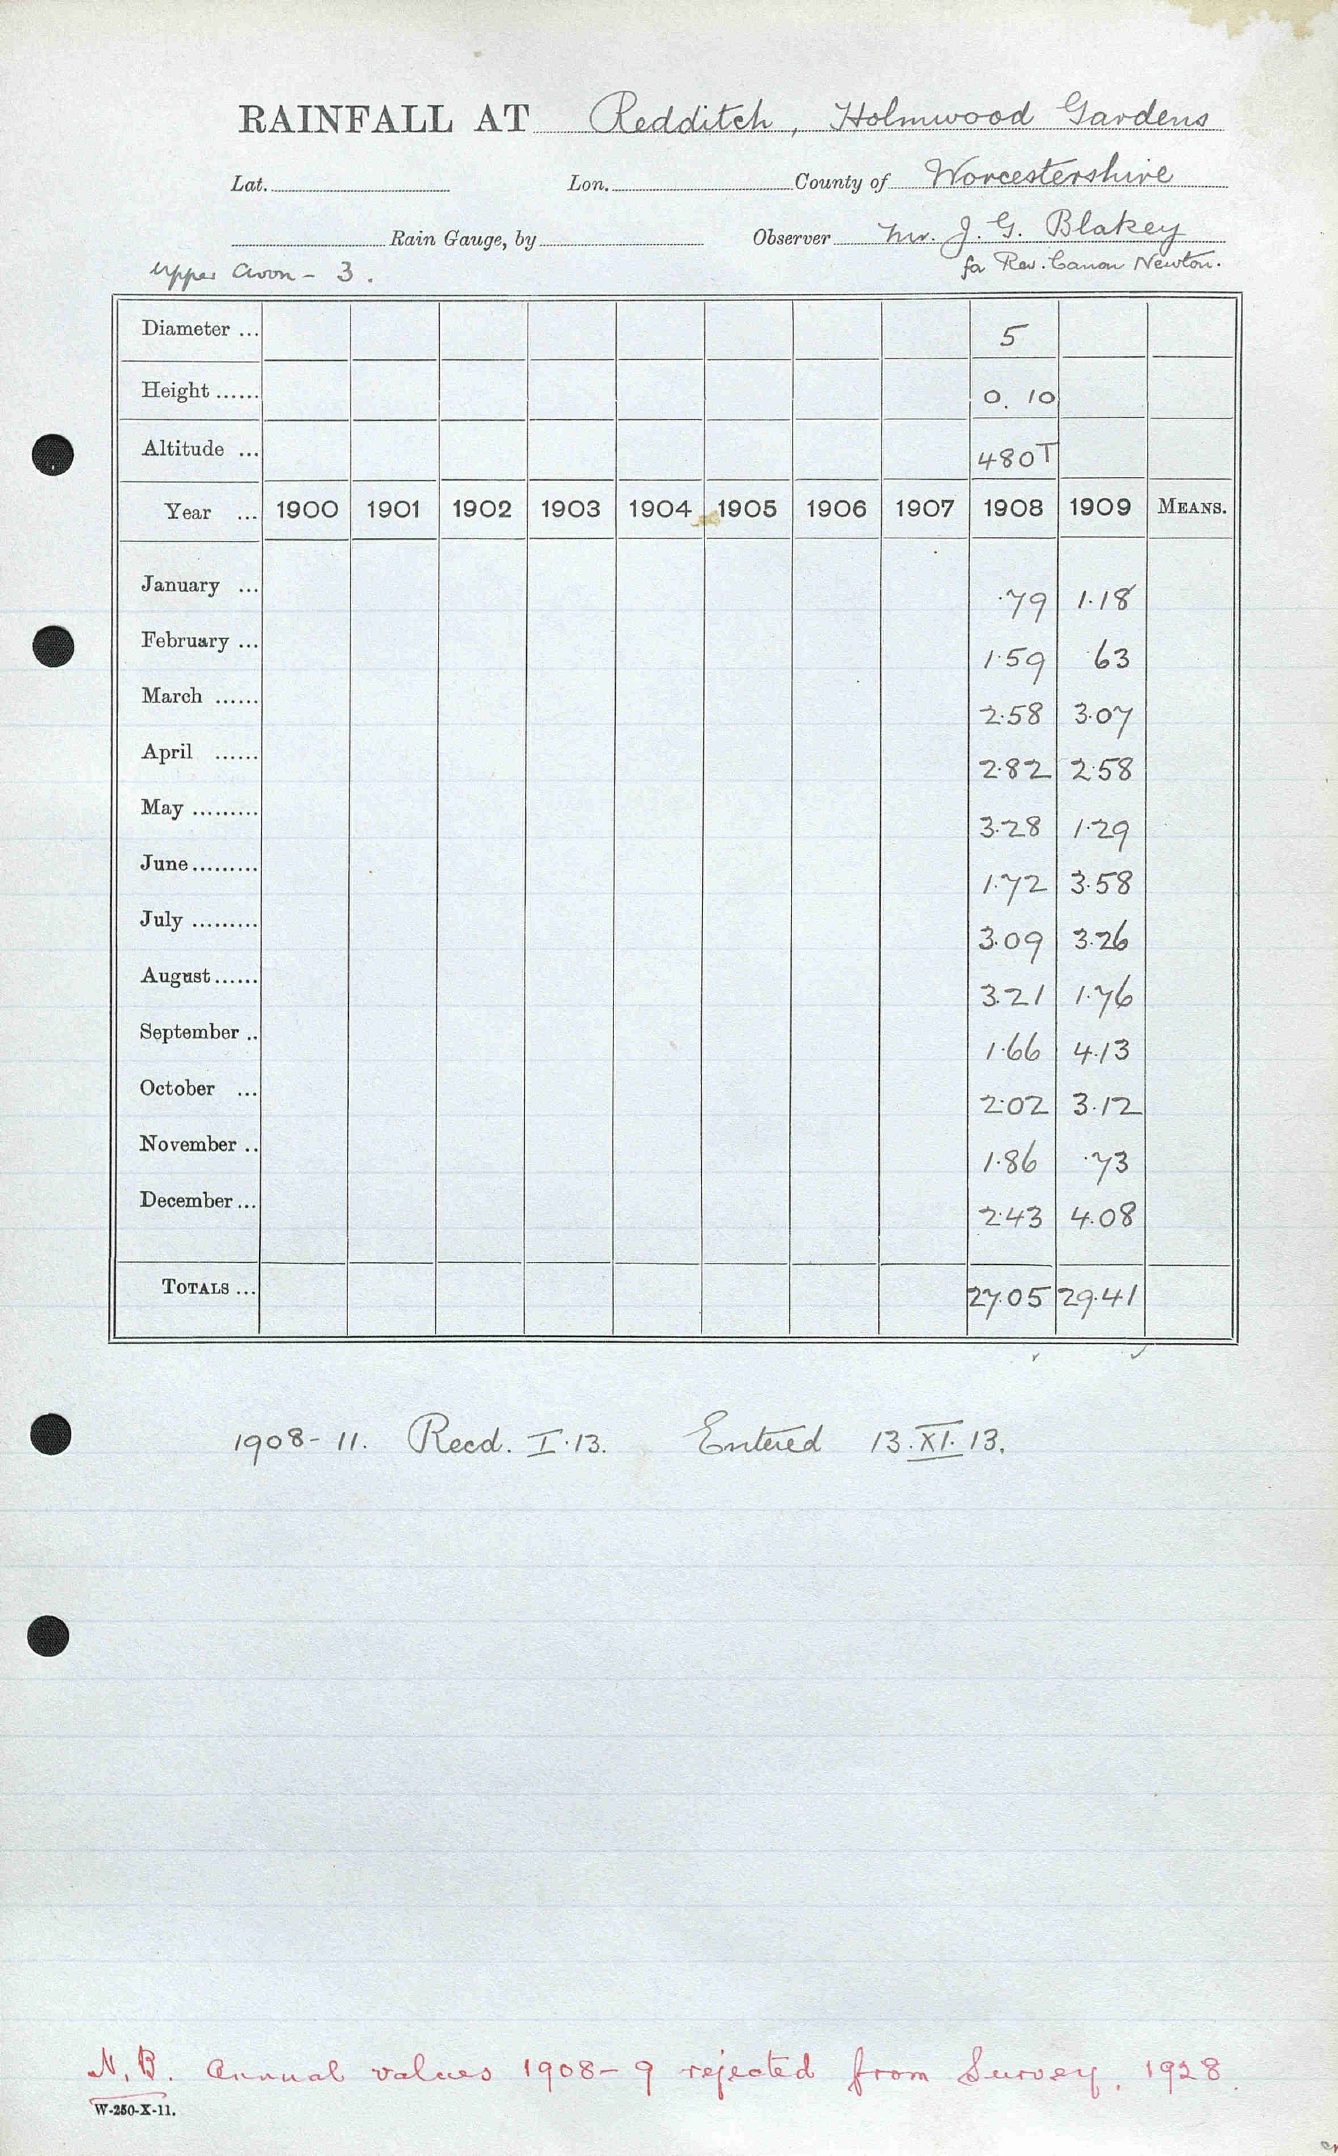 RAINFALL AT Redditch, Holmwood Gardens
Lat. Lon. County of Worcestershire
Rain Gauge, by Observer Mr. J. G. Blakey
Upper Avon - 3. for Rev. Canon Newton.
Diameter ... 5
Height ...... 0. 10
Altitude ... 480T
Year ... 1900 1901 1902 1903 1904 1905 1906 1907 1908 1909 MEANS.
January ... .79 1.18
February ... 1.59 .63
March ...... 2.58 3.07
April ...... 2.82 2.58
May ......... 3.28 1.29
June ......... 1.72 3.58
July ......... 3.09 3.26
August ...... 3.21 1.76
September .. 1.66 4.13
October ... 2.02 3.12
November .. 1.86 .73
December ... 2.43 4.08
TOTALS ... 27.05 29.41
1908-11. Recd. I.13. Entered 13.XI.13.
N.B. Annual values 1908-9 rejected from Survey. 1928.
W-250-X-11.